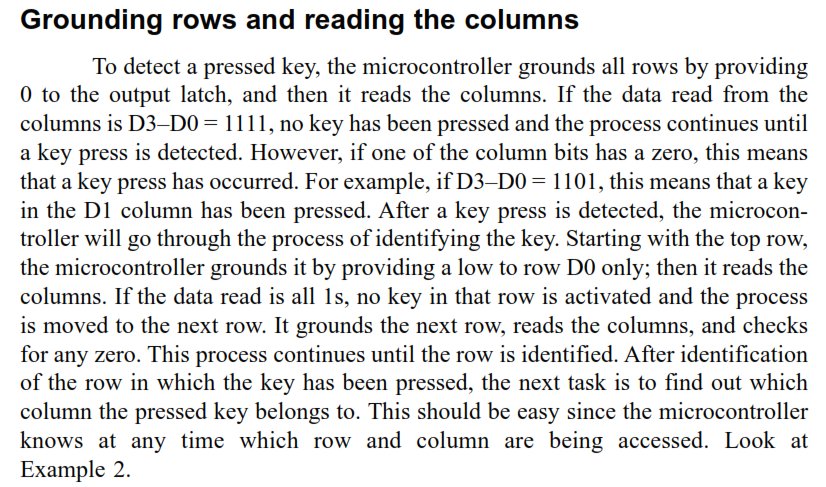 Grounding rows and reading the columns
To detect a pressed key, the microcontroller grounds all rows by providing
0 to the output latch, and then it reads the columns. If the data read from the
columns is D3–D0 = 1111, no key has been pressed and the process continues until
a key press is detected. However, if one of the column bits has a zero, this means
that a key press has occurred. For example, if D3–D0 = 1101, this means that a key
in the D1 column has been pressed. After a key press is detected, the microcon-
troller will go through the process of identifying the key. Starting with the top row,
the microcontroller grounds it by providing a low to row D0 only; then it reads the
columns. If the data read is all 1s, no key in that row is activated and the process
is moved to the next row. It grounds the next row, reads the columns, and checks
for any zero. This process continues until the row is identified. After identification
of the row in which the key has been pressed, the next task is to find out which
column the pressed key belongs to. This should be easy since the microcontroller
knows at any time which row and column are being accessed. Look at
Example 2.